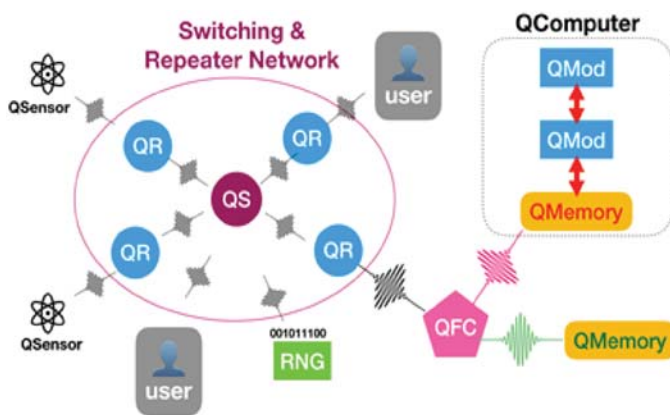 Switching &
Repeater Network
QComputer
QMod
QMod
QMemory
QSensor
user
QR
QR
QS
QR
QR
QSensor
user
001011100
RNG
QFC
QMemory